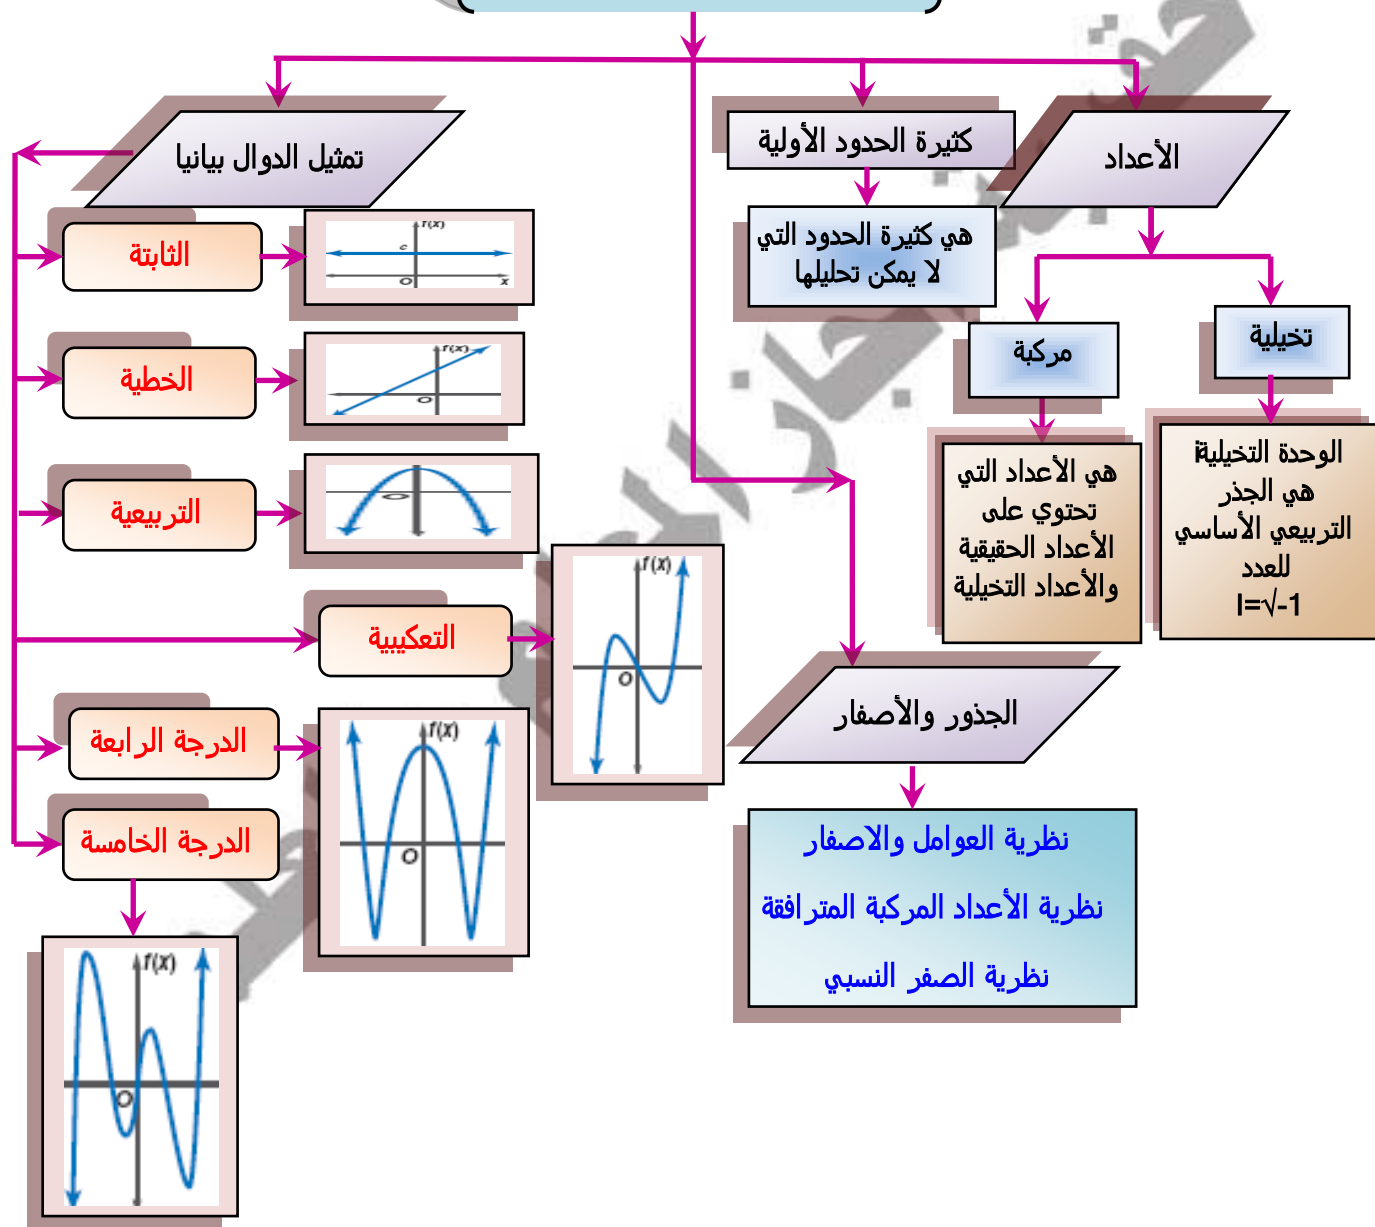 الأعداد
كثيرة الحدود الأولية
تمثيل الدوال بيانيا
هي كثيرة الحدود التي
لا يمكن تحليلها
تخيلية
مركبة
الوحدة التخيليةi
هي الجذر
التربيعي الأساسي
للعدد
I=√-1
هي الأعداد التي
تحتوي على
الأعداد الحقيقية
والأعداد التخيلية
الجذور والأصفار
نظرية العوامل والاصفار
نظرية الأعداد المركبة المترافقة
نظرية الصفر النسبي
الثابتة
f(x)
c
O
x
الخطية
f(x)
O
التربيعية
O
التعكيبية
f(x)
O
الدرجة الرابعة
f(x)
O
الدرجة الخامسة
f(x)
O